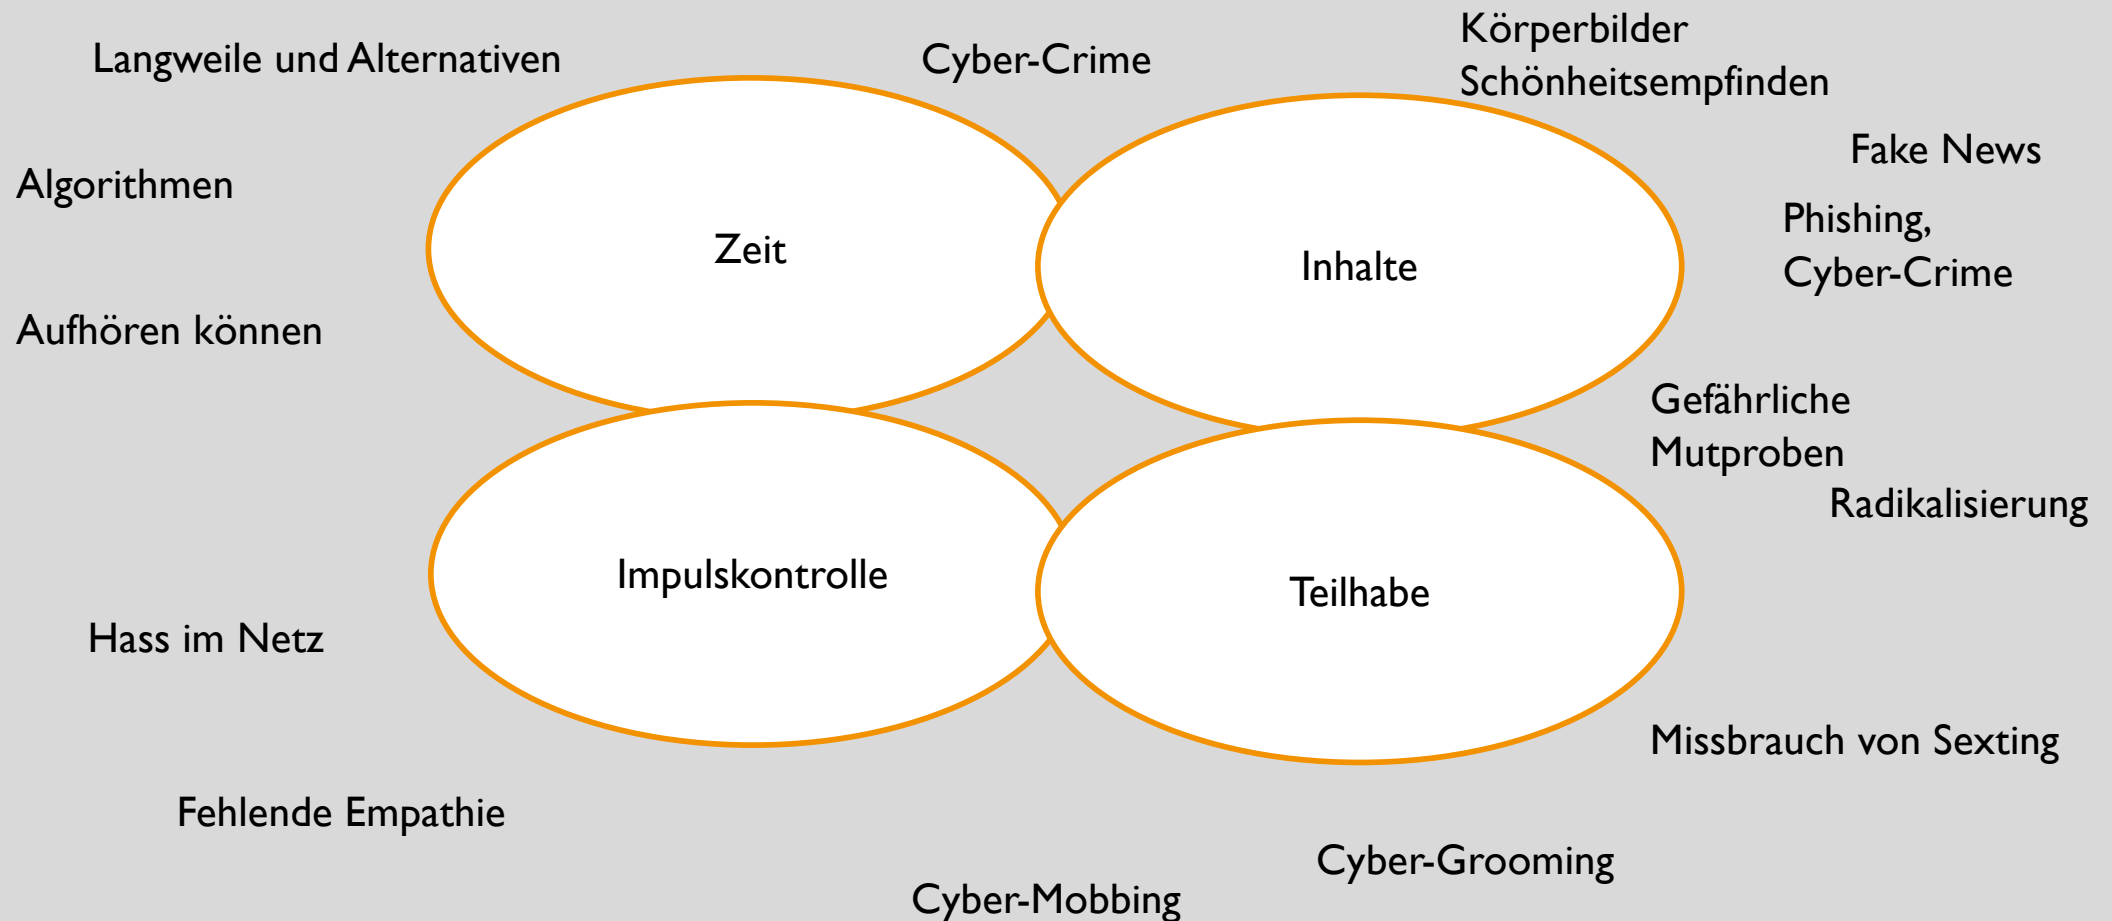 Langweile und Alternativen
Cyber-Crime
Körperbilder
Schönheitsempfinden
Fake News
Algorithmen
Phishing,
Cyber-Crime
Zeit
Inhalte
Aufhören können
Gefährliche
Mutproben
Radikalisierung
Impulskontrolle
Teilhabe
Hass im Netz
Missbrauch von Sexting
Fehlende Empathie
Cyber-Grooming
Cyber-Mobbing